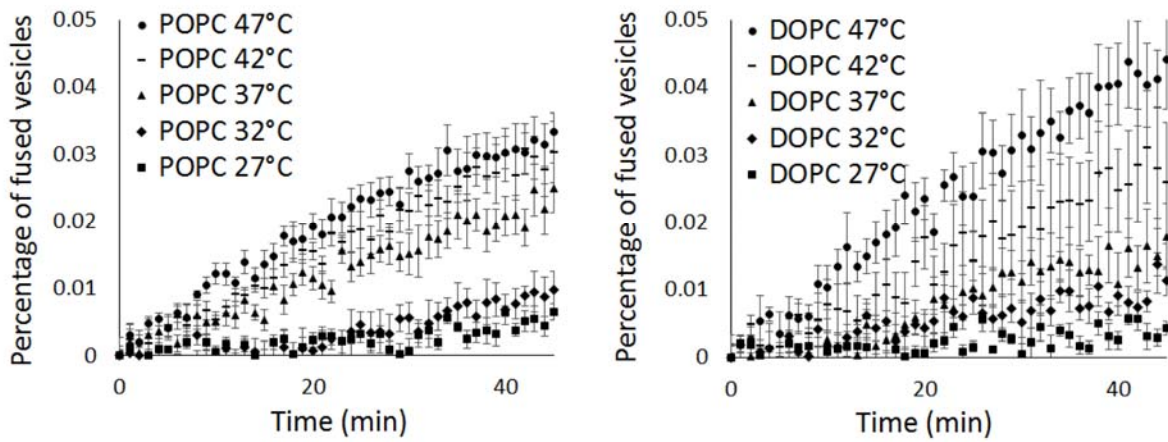 Percentage of fused vesicles
0.05
0.04
0.03
0.02
0.01
0
POPC 47°C
POPC 42°C
POPC 37°C
POPC 32°C
POPC 27°C
0
20
40
Time (min)
Percentage of fused vesicles
0.05
0.04
0.03
0.02
0.01
0
DOPC 47°C
DOPC 42°C
DOPC 37°C
DOPC 32°C
DOPC 27°C
0
20
40
Time (min)